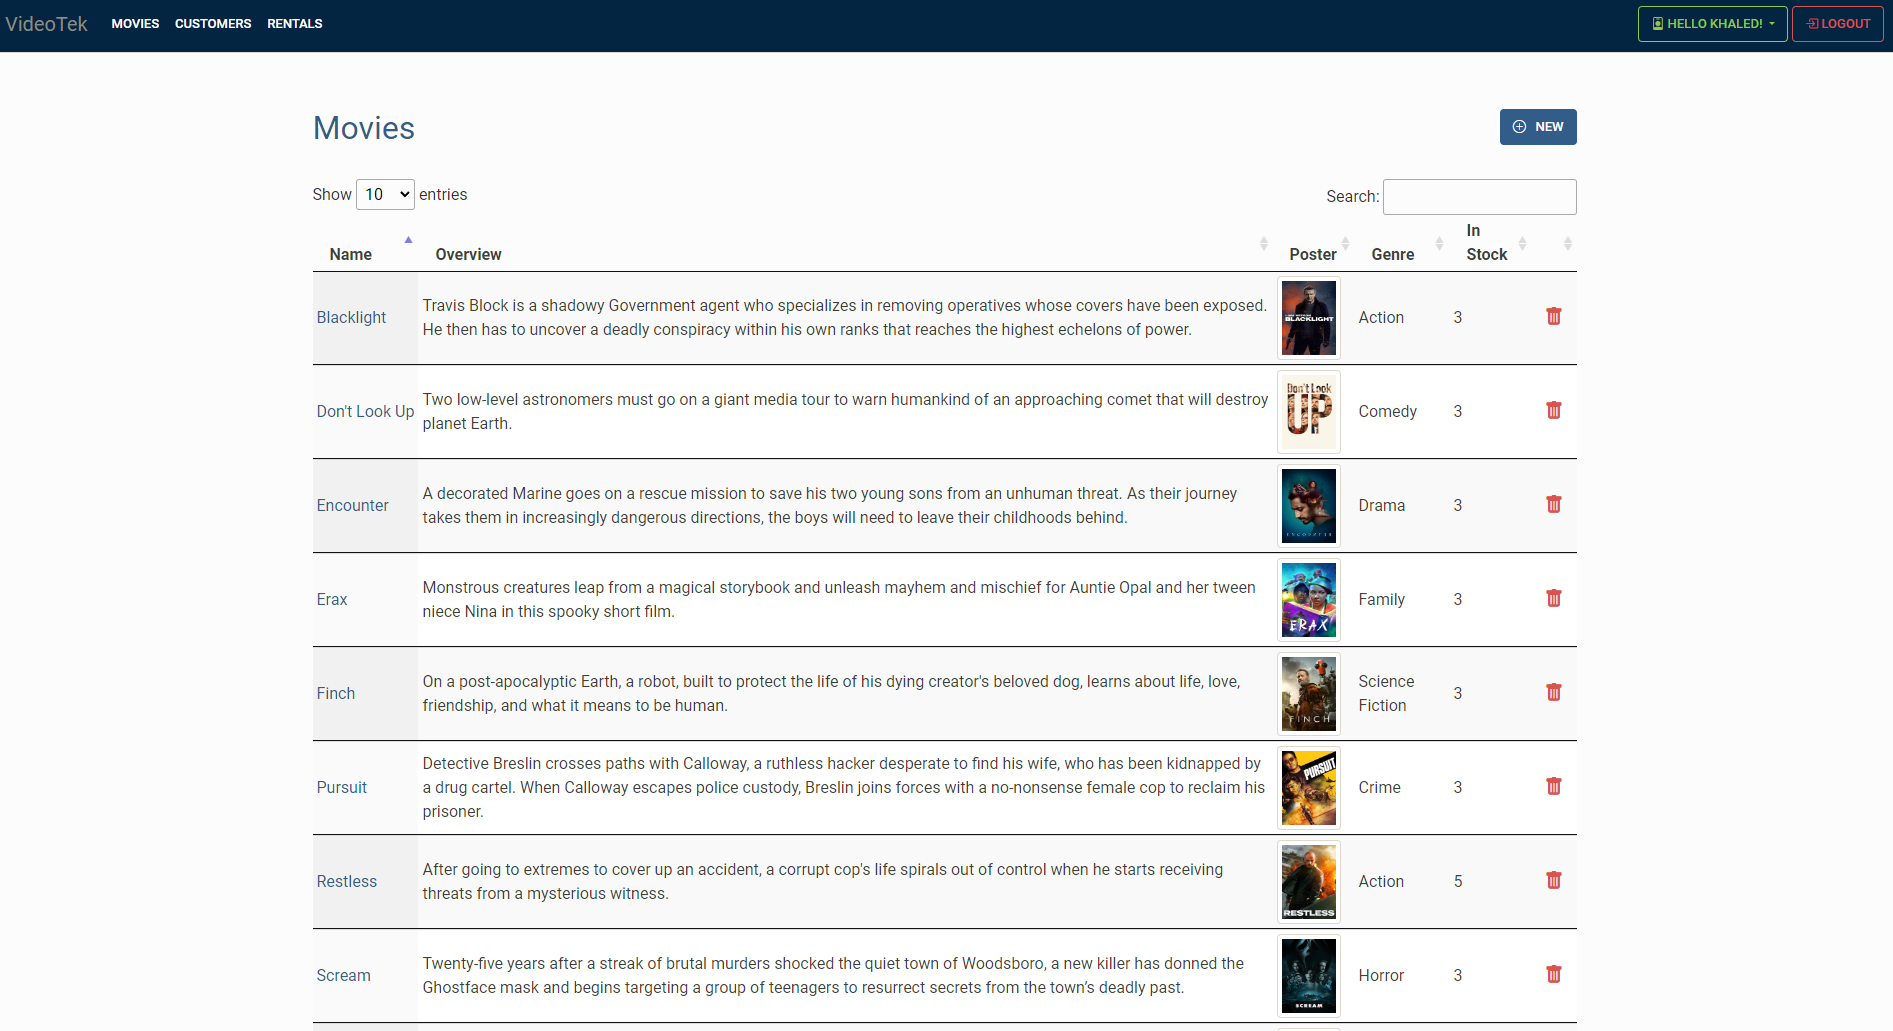 VideoTek MOVIES CUSTOMERS RENTALS HELLO KHALED! LOGOUT
Movies NEW
Show 10 entries Search:
Name Overview Poster Genre In Stock
Blacklight
Travis Block is a shadowy Government agent who specializes in removing operatives whose covers have been exposed.
He then has to uncover a deadly conspiracy within his own ranks that reaches the highest echelons of power.
BLACKLIGHT
Action 3
Don't Look Up
Two low-level astronomers must go on a giant media tour to warn humankind of an approaching comet that will destroy
planet Earth.
Don't Look
UP
Comedy 3
Encounter
A decorated Marine goes on a rescue mission to save his two young sons from an unhuman threat. As their journey
takes them in increasingly dangerous directions, the boys will need to leave their childhoods behind.
ENCOUNTER
Drama 3
Erax
Monstrous creatures leap from a magical storybook and unleash mayhem and mischief for Auntie Opal and her tween
niece Nina in this spooky short film.
ERAX
Family 3
Finch
On a post-apocalyptic Earth, a robot, built to protect the life of his dying creator's beloved dog, learns about life, love,
friendship, and what it means to be human.
FINCH
Science
Fiction
3
Pursuit
Detective Breslin crosses paths with Calloway, a ruthless hacker desperate to find his wife, who has been kidnapped by
a drug cartel. When Calloway escapes police custody, Breslin joins forces with a no-nonsense female cop to reclaim his
prisoner.
PURSUIT
Crime 3
Restless
After going to extremes to cover up an accident, a corrupt cop's life spirals out of control when he starts receiving
threats from a mysterious witness.
RESTLESS
Action 5
Scream
Twenty-five years after a streak of brutal murders shocked the quiet town of Woodsboro, a new killer has donned the
Ghostface mask and begins targeting a group of teenagers to resurrect secrets from the town’s deadly past.
SCREAM
Horror 3